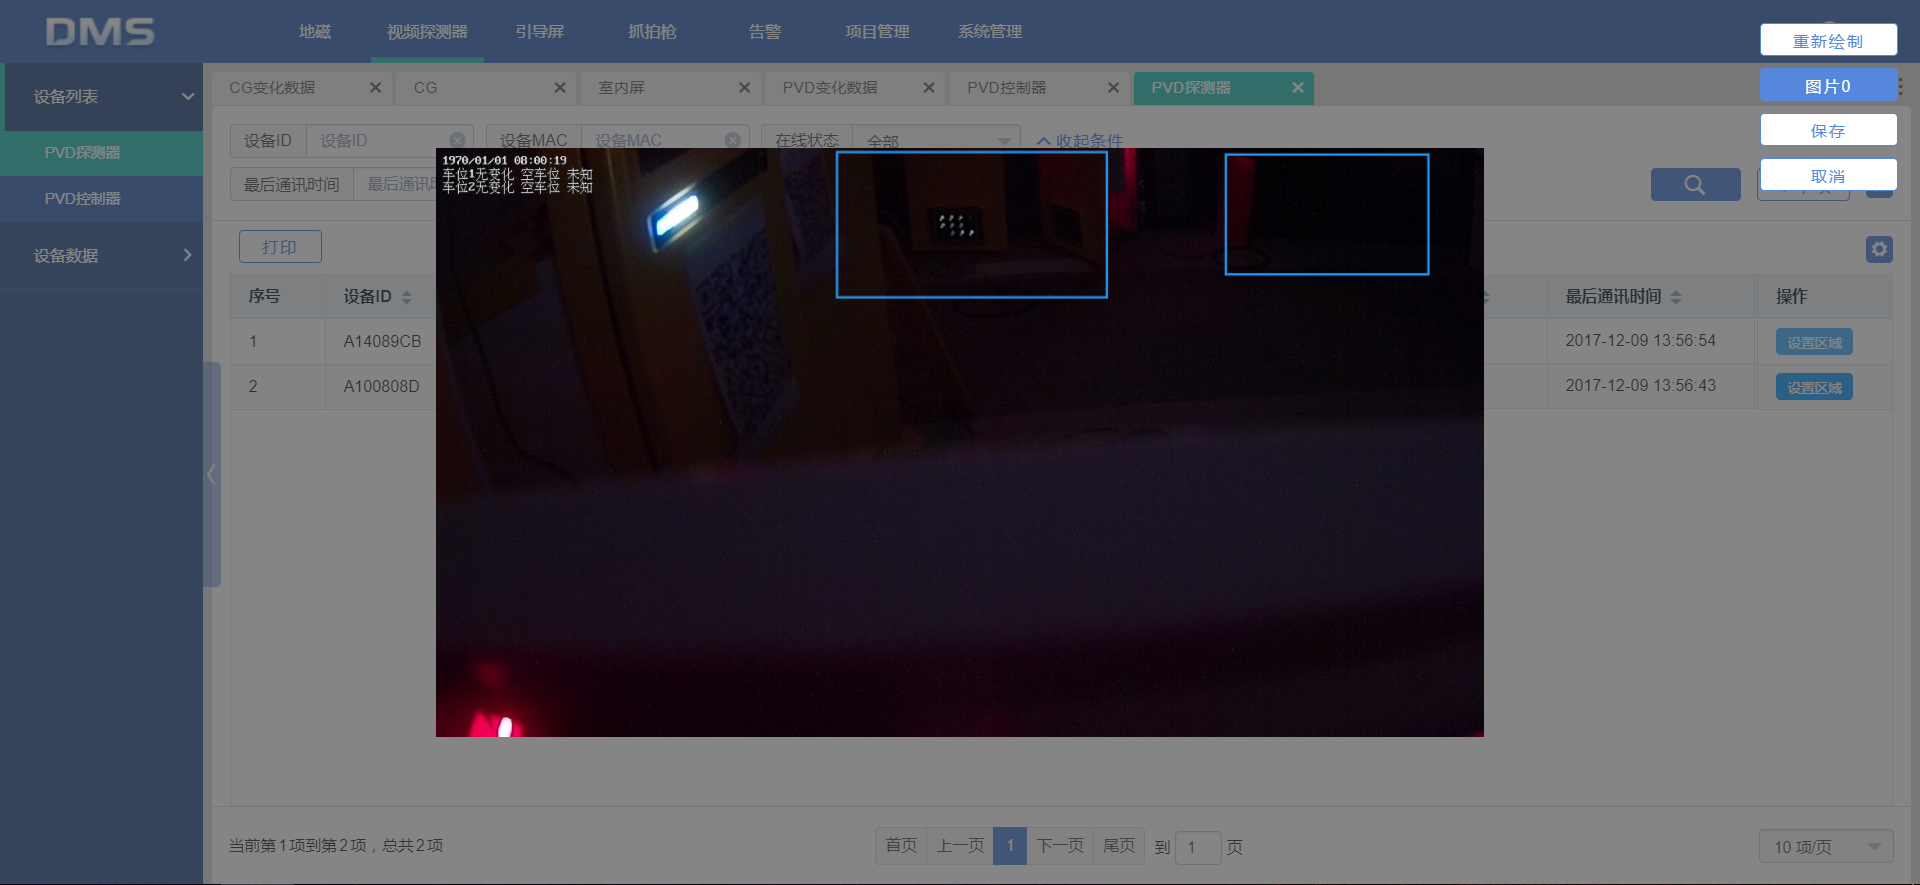 DMS
地磁
视频探测器
引导屏
抓拍枪
告警
项目管理
系统管理
重新绘制
图片0
保存
取消
设备列表
PVD探测器
PVD控制器
设备数据
CG变化数据
CG
室内屏
PVD变化数据
PVD控制器
PVD探测器
设备ID
设备ID
设备MAC
设备MAC
在线状态
全部
收起条件
最后通讯时间
最后通讯
1970/01/01 08:00:19
车位1无变化 空车位 未知
车位2无变化 空车位 未知
打印
序号
设备ID
最后通讯时间
操作
1
A14089CB
2017-12-09 13:56:54
设置区域
2
A100808D
2017-12-09 13:56:43
设置区域
当前第1项到第2项，总共2项
首页
上一页
1
下一页
尾页
到
1
页
10 项/页